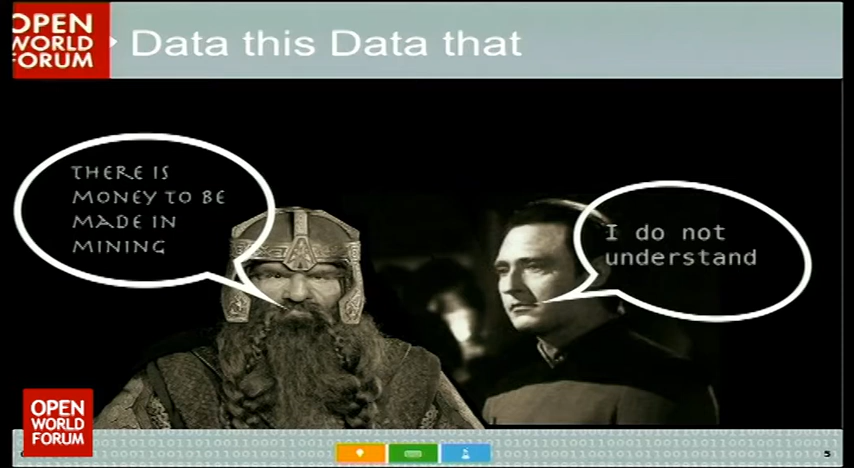 OPEN
WORLD
FORUM
Data this Data that
THERE IS
MONEY TO BE
MADE IN
MINING
I do not
understand
OPEN
WORLD
FORUM
5